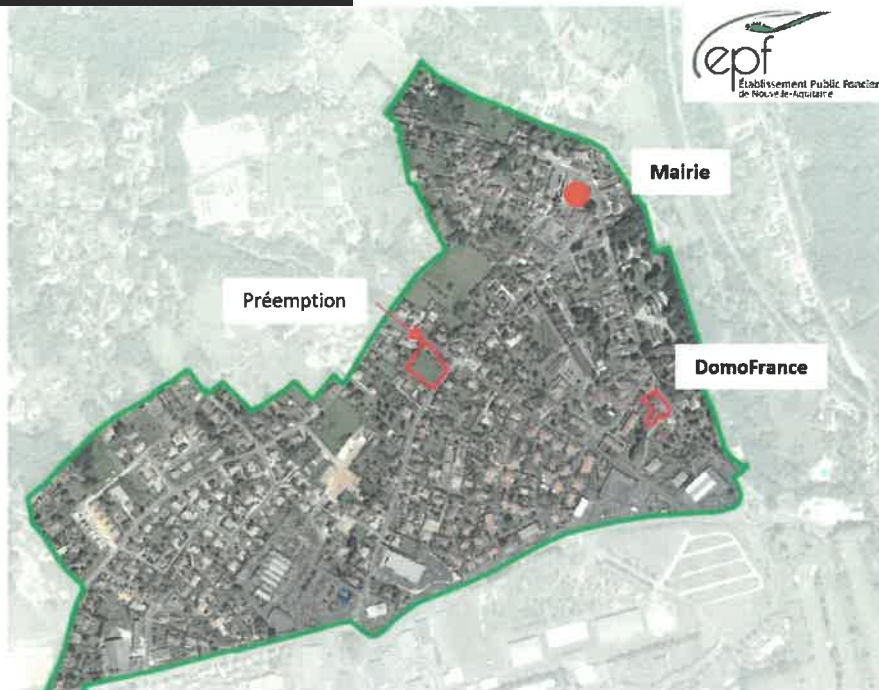 epf
Établissement Public Foncier
de Nouvelle-Aquitaine
Mairie
Préemption
DomoFrance